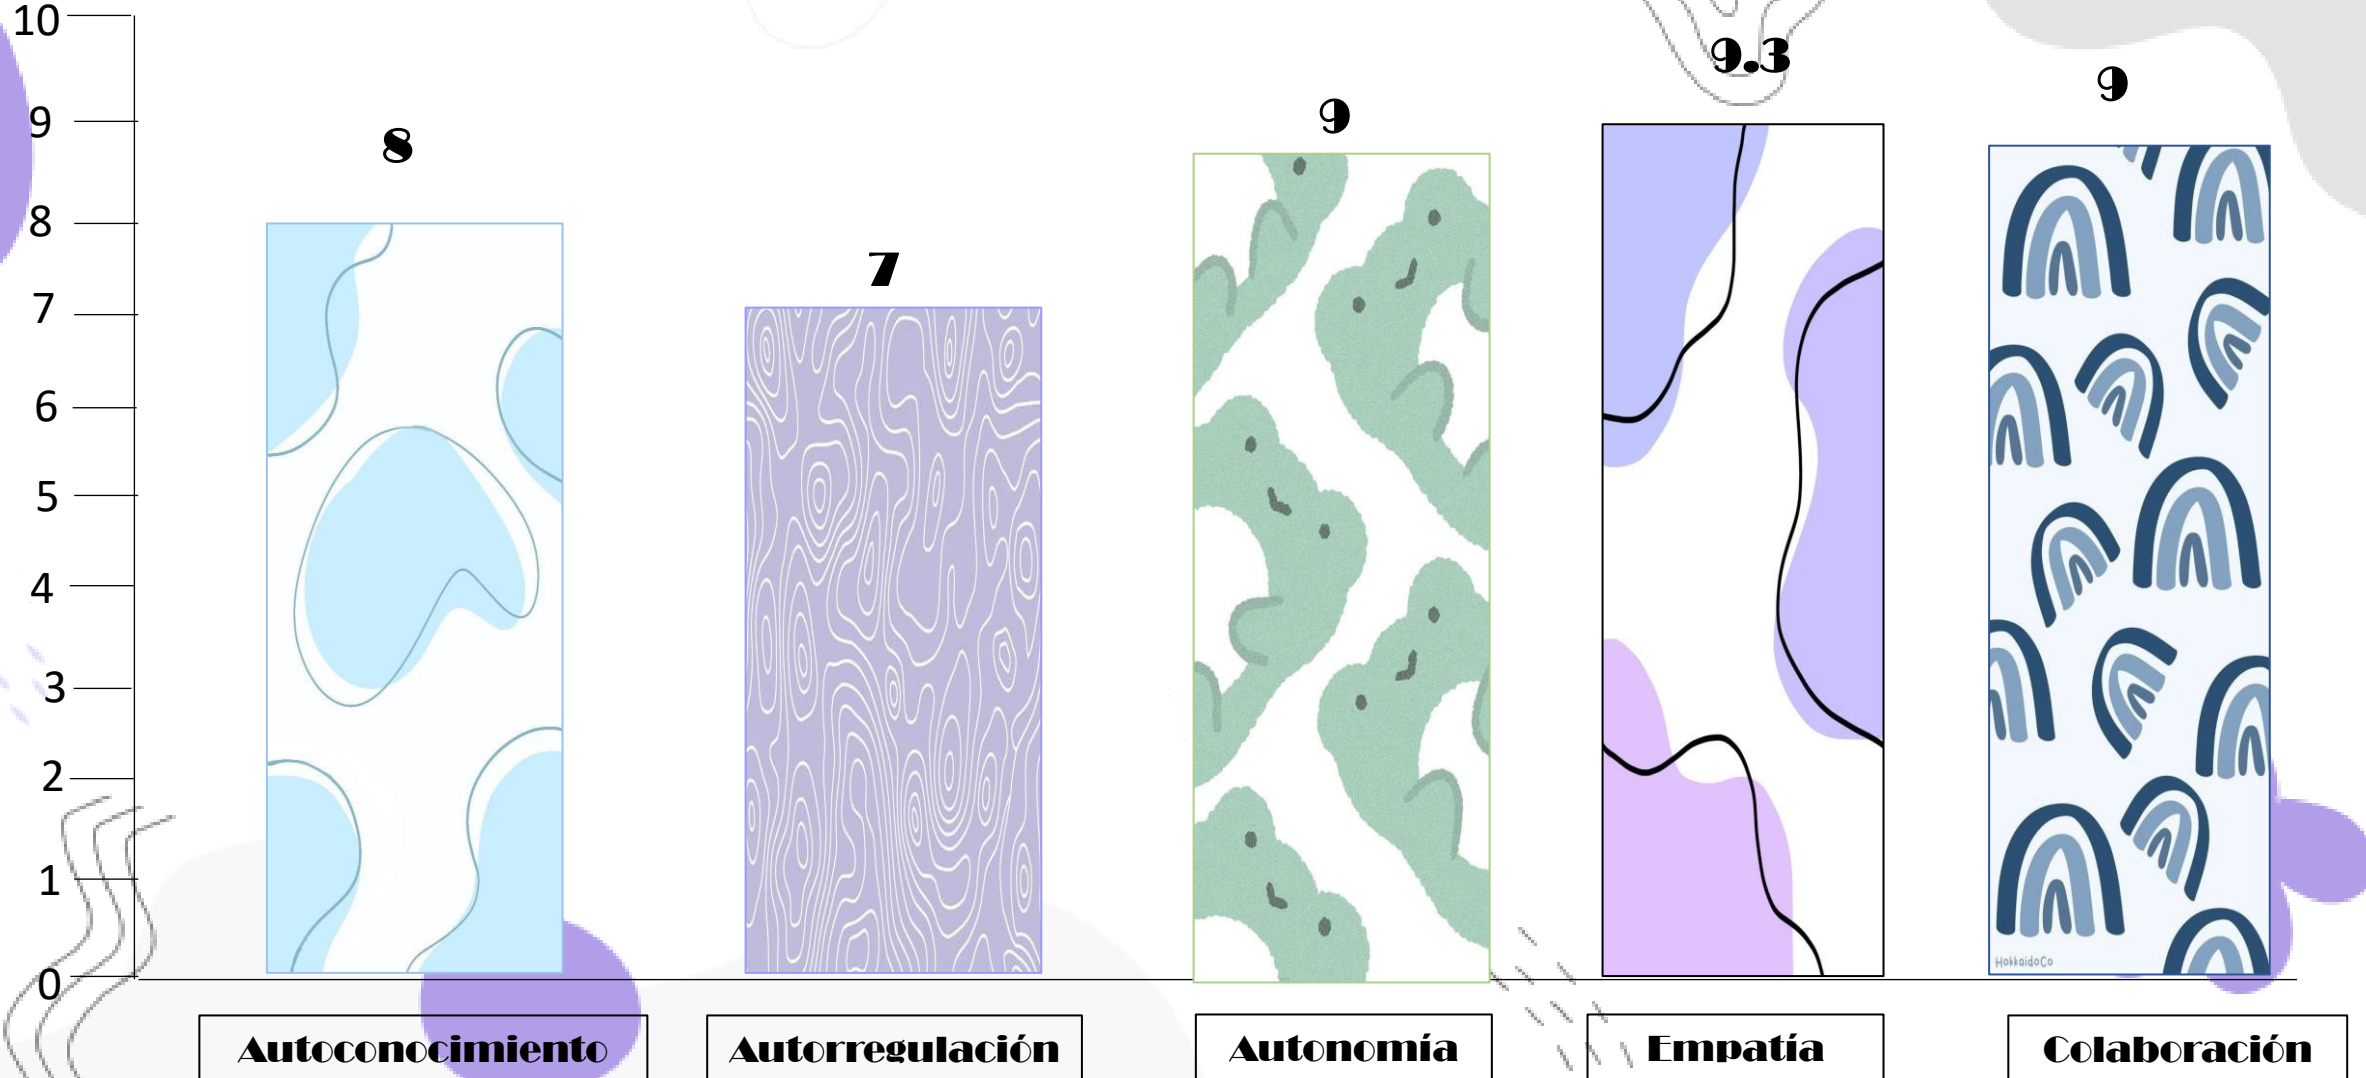 10
9
8
7
6
5
4
3
2
1
0
8
7
9
9.3
9
HokkaidoCo
Autoconocimiento
Autorregulación
Autonomía
Empatía
Colaboración